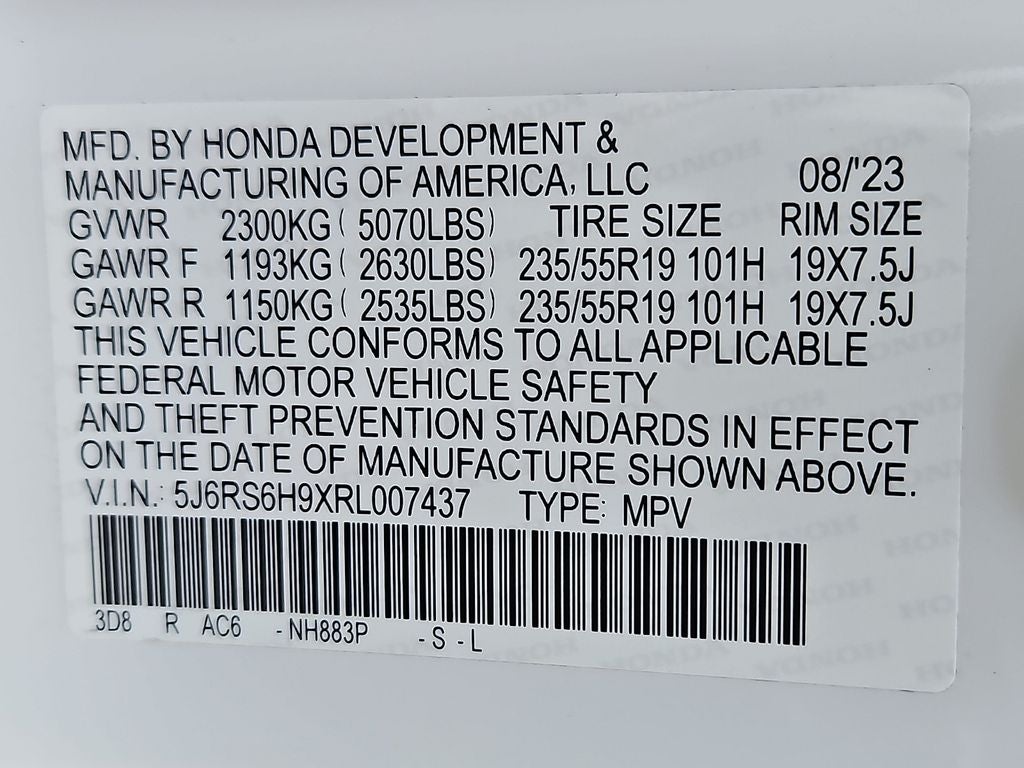 MFD. BY HONDA DEVELOPMENT &
MANUFACTURING OF AMERICA, LLC 08/'23
GVWR 2300KG ( 5070LBS) TIRE SIZE RIM SIZE
GAWR F 1193KG ( 2630LBS) 235/55R19 101H 19X7.5J
GAWR R 1150KG ( 2535LBS) 235/55R19 101H 19X7.5J
THIS VEHICLE CONFORMS TO ALL APPLICABLE
FEDERAL MOTOR VEHICLE SAFETY
AND THEFT PREVENTION STANDARDS IN EFFECT
ON THE DATE OF MANUFACTURE SHOWN ABOVE.
V.I.N.: 5J6RS6H9XRL007437 TYPE: MPV
3D8 R AC6 -NH883P -S -L